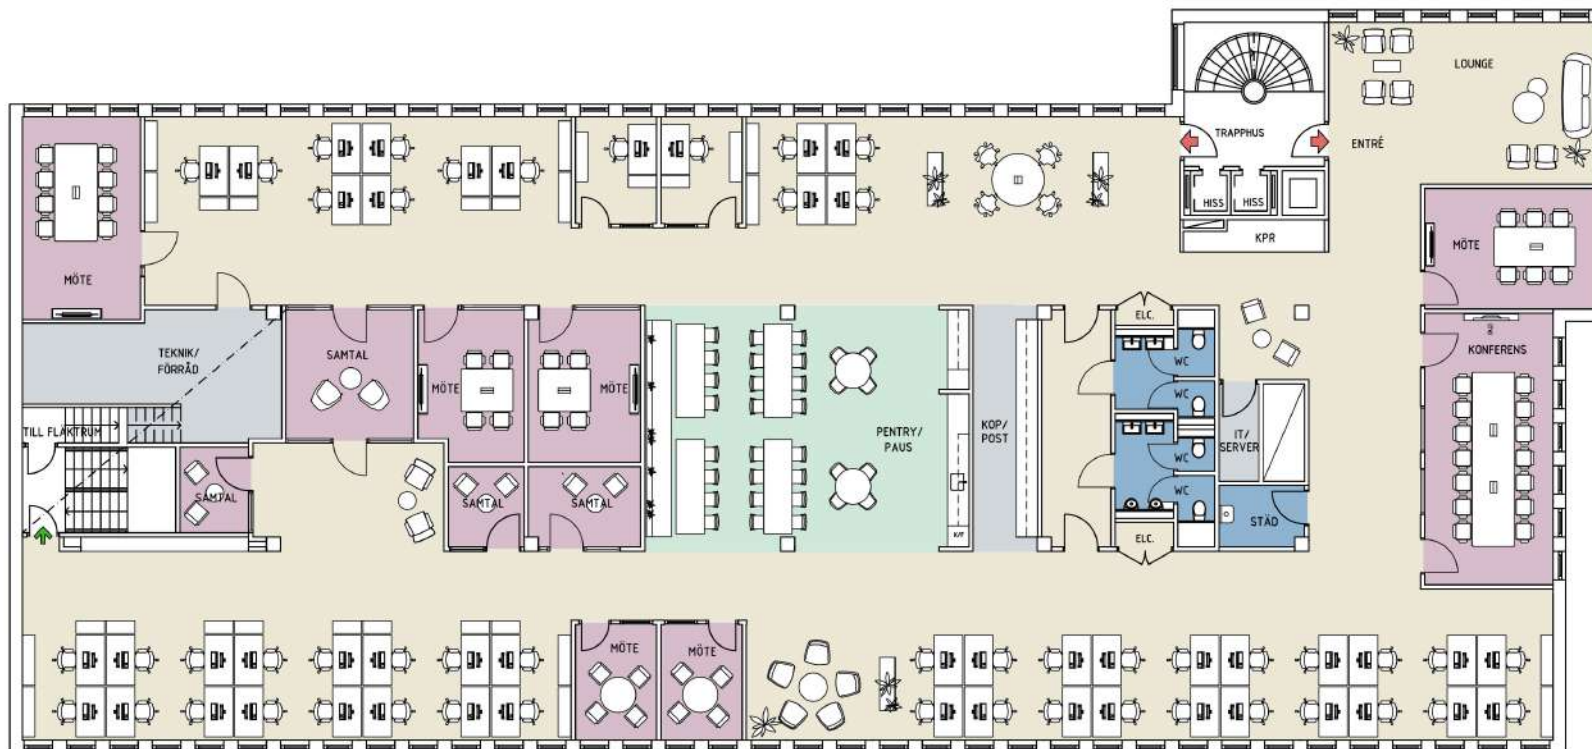 LOUNGE
TRAPPHUS
ENTRÉ
HISS
HISS
KPR
MÖTE
MÖTE
TEKNIK/
FÖRRÅD
SAMTAL
MÖTE
MÖTE
ELC.
WC
WC
WC
WC
KONFERENS
PENTRY/
PAUS
KOP/
POST
IT/
SERVER
TILL FLÄKTRUM
SAMTAL
SAMTAL
SAMTAL
STÄD
K/F
ELC.
MÖTE
MÖTE